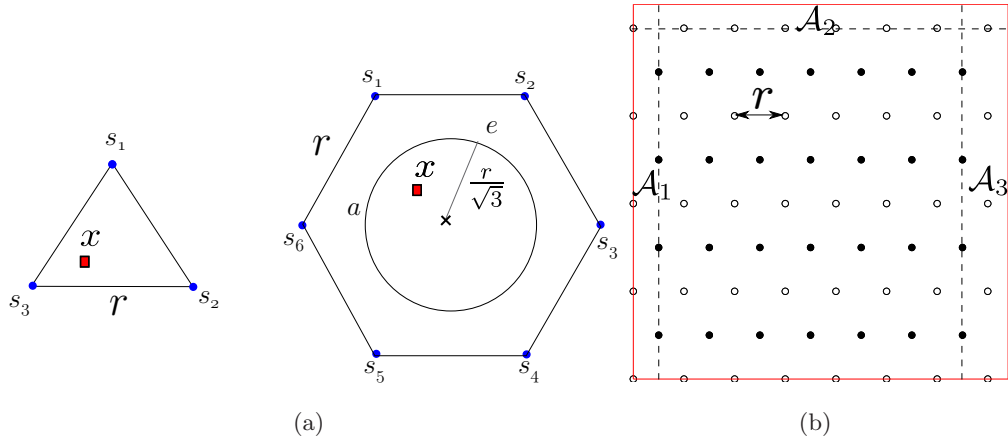 s₁
x
s₃
r
s₂
s₁
s₂
r
x
e
r/√3
a
s₆
s₃
s₅
s₄
(a)
𝒜₂
r
𝒜₁
𝒜₃
(b)